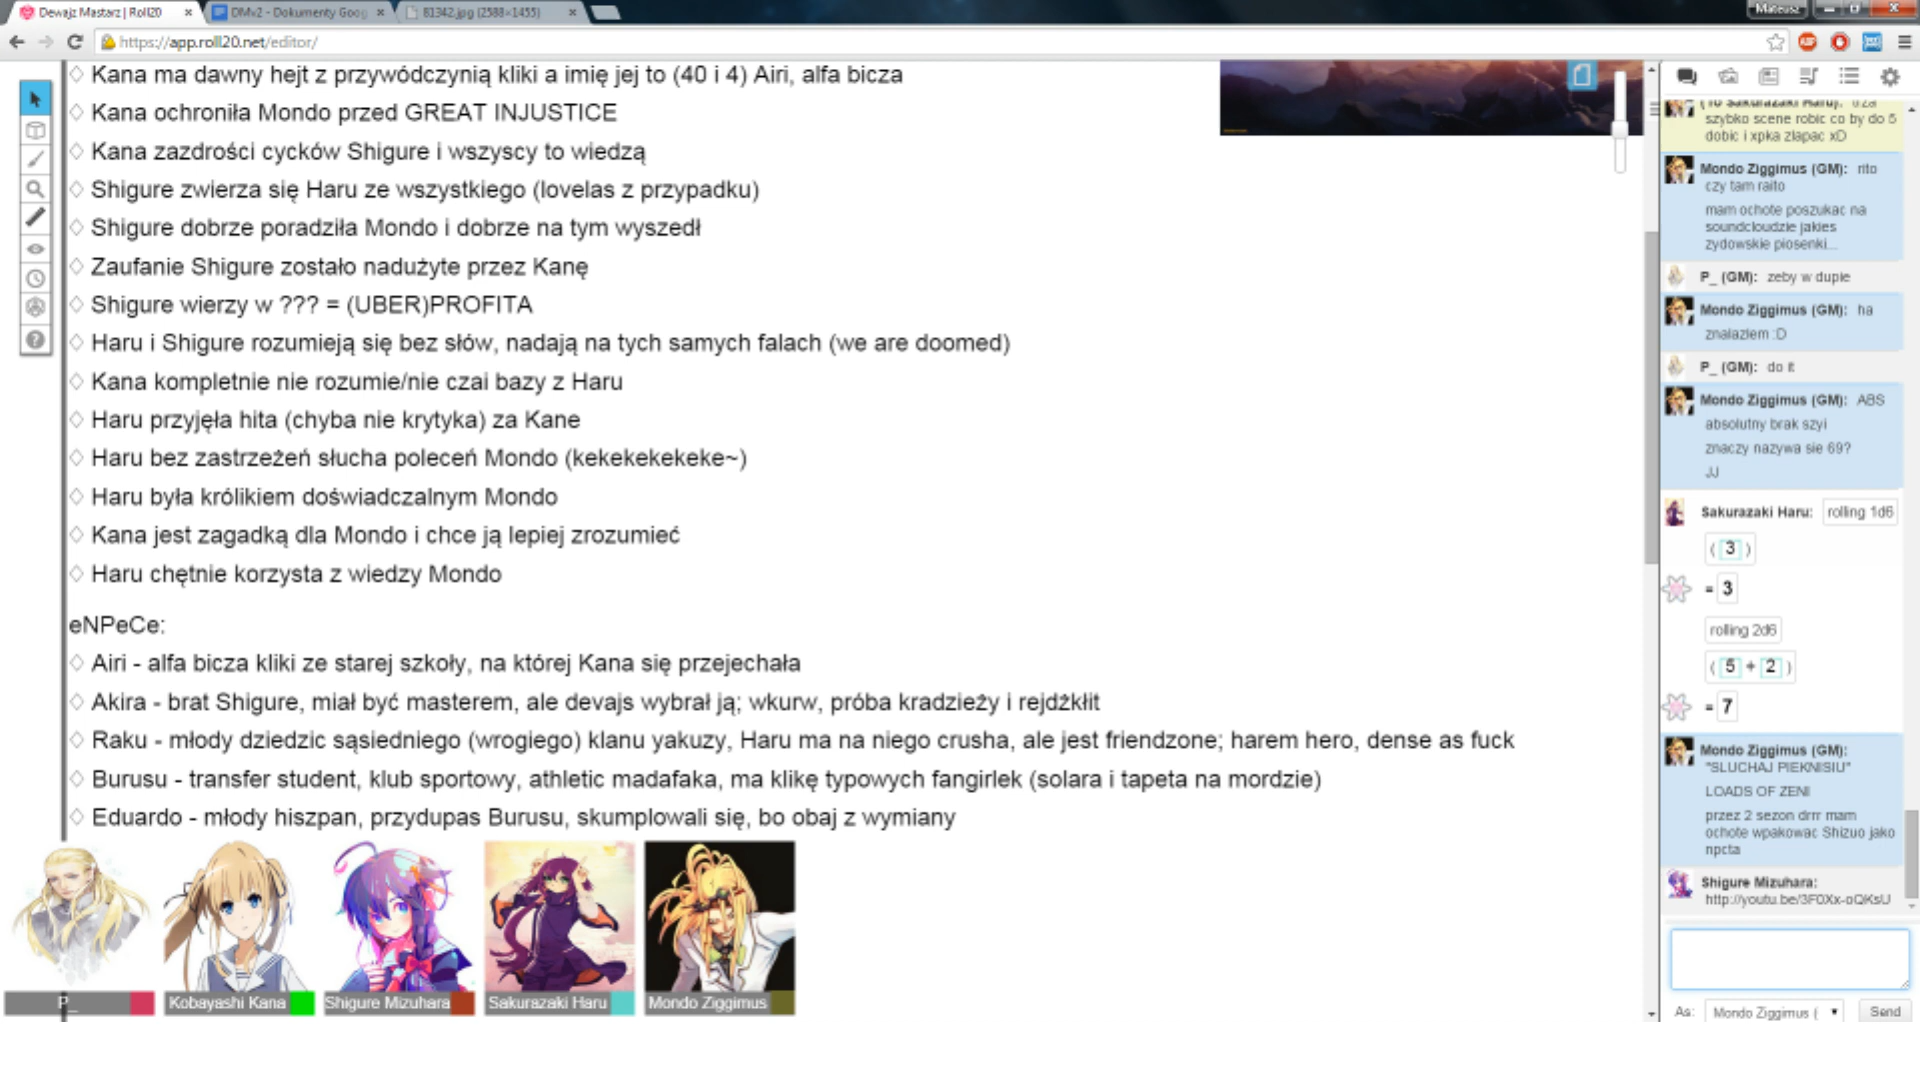 Dewajz Mastarz | Roll20
DMv2 - Dokumenty Goog
81342.jpg (2588×1455)
Mateusz
https://app.roll20.net/editor/
♢ Kana ma dawny hejt z przywódczynią kliki a imię jej to (40 i 4) Airi, alfa bicza
♢ Kana ochroniła Mondo przed GREAT INJUSTICE
♢ Kana zazdrości cycków Shigure i wszyscy to wiedzą
♢ Shigure zwierza się Haru ze wszystkiego (lovelas z przypadku)
♢ Shigure dobrze poradziła Mondo i dobrze na tym wyszedł
♢ Zaufanie Shigure zostało nadużyte przez Kanę
♢ Shigure wierzy w ??? = (UBER)PROFITA
♢ Haru i Shigure rozumieją się bez słów, nadają na tych samych falach (we are doomed)
♢ Kana kompletnie nie rozumie/nie czai bazy z Haru
♢ Haru przyjęła hita (chyba nie krytyka) za Kane
♢ Haru bez zastrzeżeń słucha poleceń Mondo (kekekekekeke~)
♢ Haru była królikiem doświadczalnym Mondo
♢ Kana jest zagadką dla Mondo i chce ją lepiej zrozumieć
♢ Haru chętnie korzysta z wiedzy Mondo
eNPeCe:
♢ Airi - alfa bicza kliki ze starej szkoły, na której Kana się przejechała
♢ Akira - brat Shigure, miał być masterem, ale devajs wybrał ją; wkurw, próba kradzieży i rejdżkłit
♢ Raku - młody dziedzic sąsiedniego (wrogiego) klanu yakuzy, Haru ma na niego crusha, ale jest friendzone; harem hero, dense as fuck
♢ Burusu - transfer student, klub sportowy, athletic madafaka, ma klikę typowych fangirlek (solara i tapeta na mordzie)
♢ Eduardo - młody hiszpan, przydupas Burusu, skumplowali się, bo obaj z wymiany
P_
Kobayashi Kana
Shigure Mizuhara
Sakurazaki Haru
Mondo Ziggimus
(To Sakurazaki Haru):
szybko scene robic co by do 5
dobic i xpka zlapac xD
Mondo Ziggimus (GM): rito
czy tam raito
mam ochote poszukac na
soundcloudzie jakies
zydowskie piosenki...
P_ (GM): zeby w dupie
Mondo Ziggimus (GM): ha
znalazlem :D
P_ (GM): do it
Mondo Ziggimus (GM): ABS
absolutny brak szyi
znaczy nazywa sie 69?
JJ
Sakurazaki Haru: rolling 1d6
( 3 )
= 3
rolling 2d6
( 5 + 2 )
= 7
Mondo Ziggimus (GM):
"SLUCHAJ PIEKNISIU"
LOADS OF ZENI
przez 2 sezon drrr mam
ochote wpakowac Shizuo jako
npcta
Shigure Mizuhara:
http://youtu.be/3F0Xx-oQKsU
As: Mondo Ziggimus (
Send